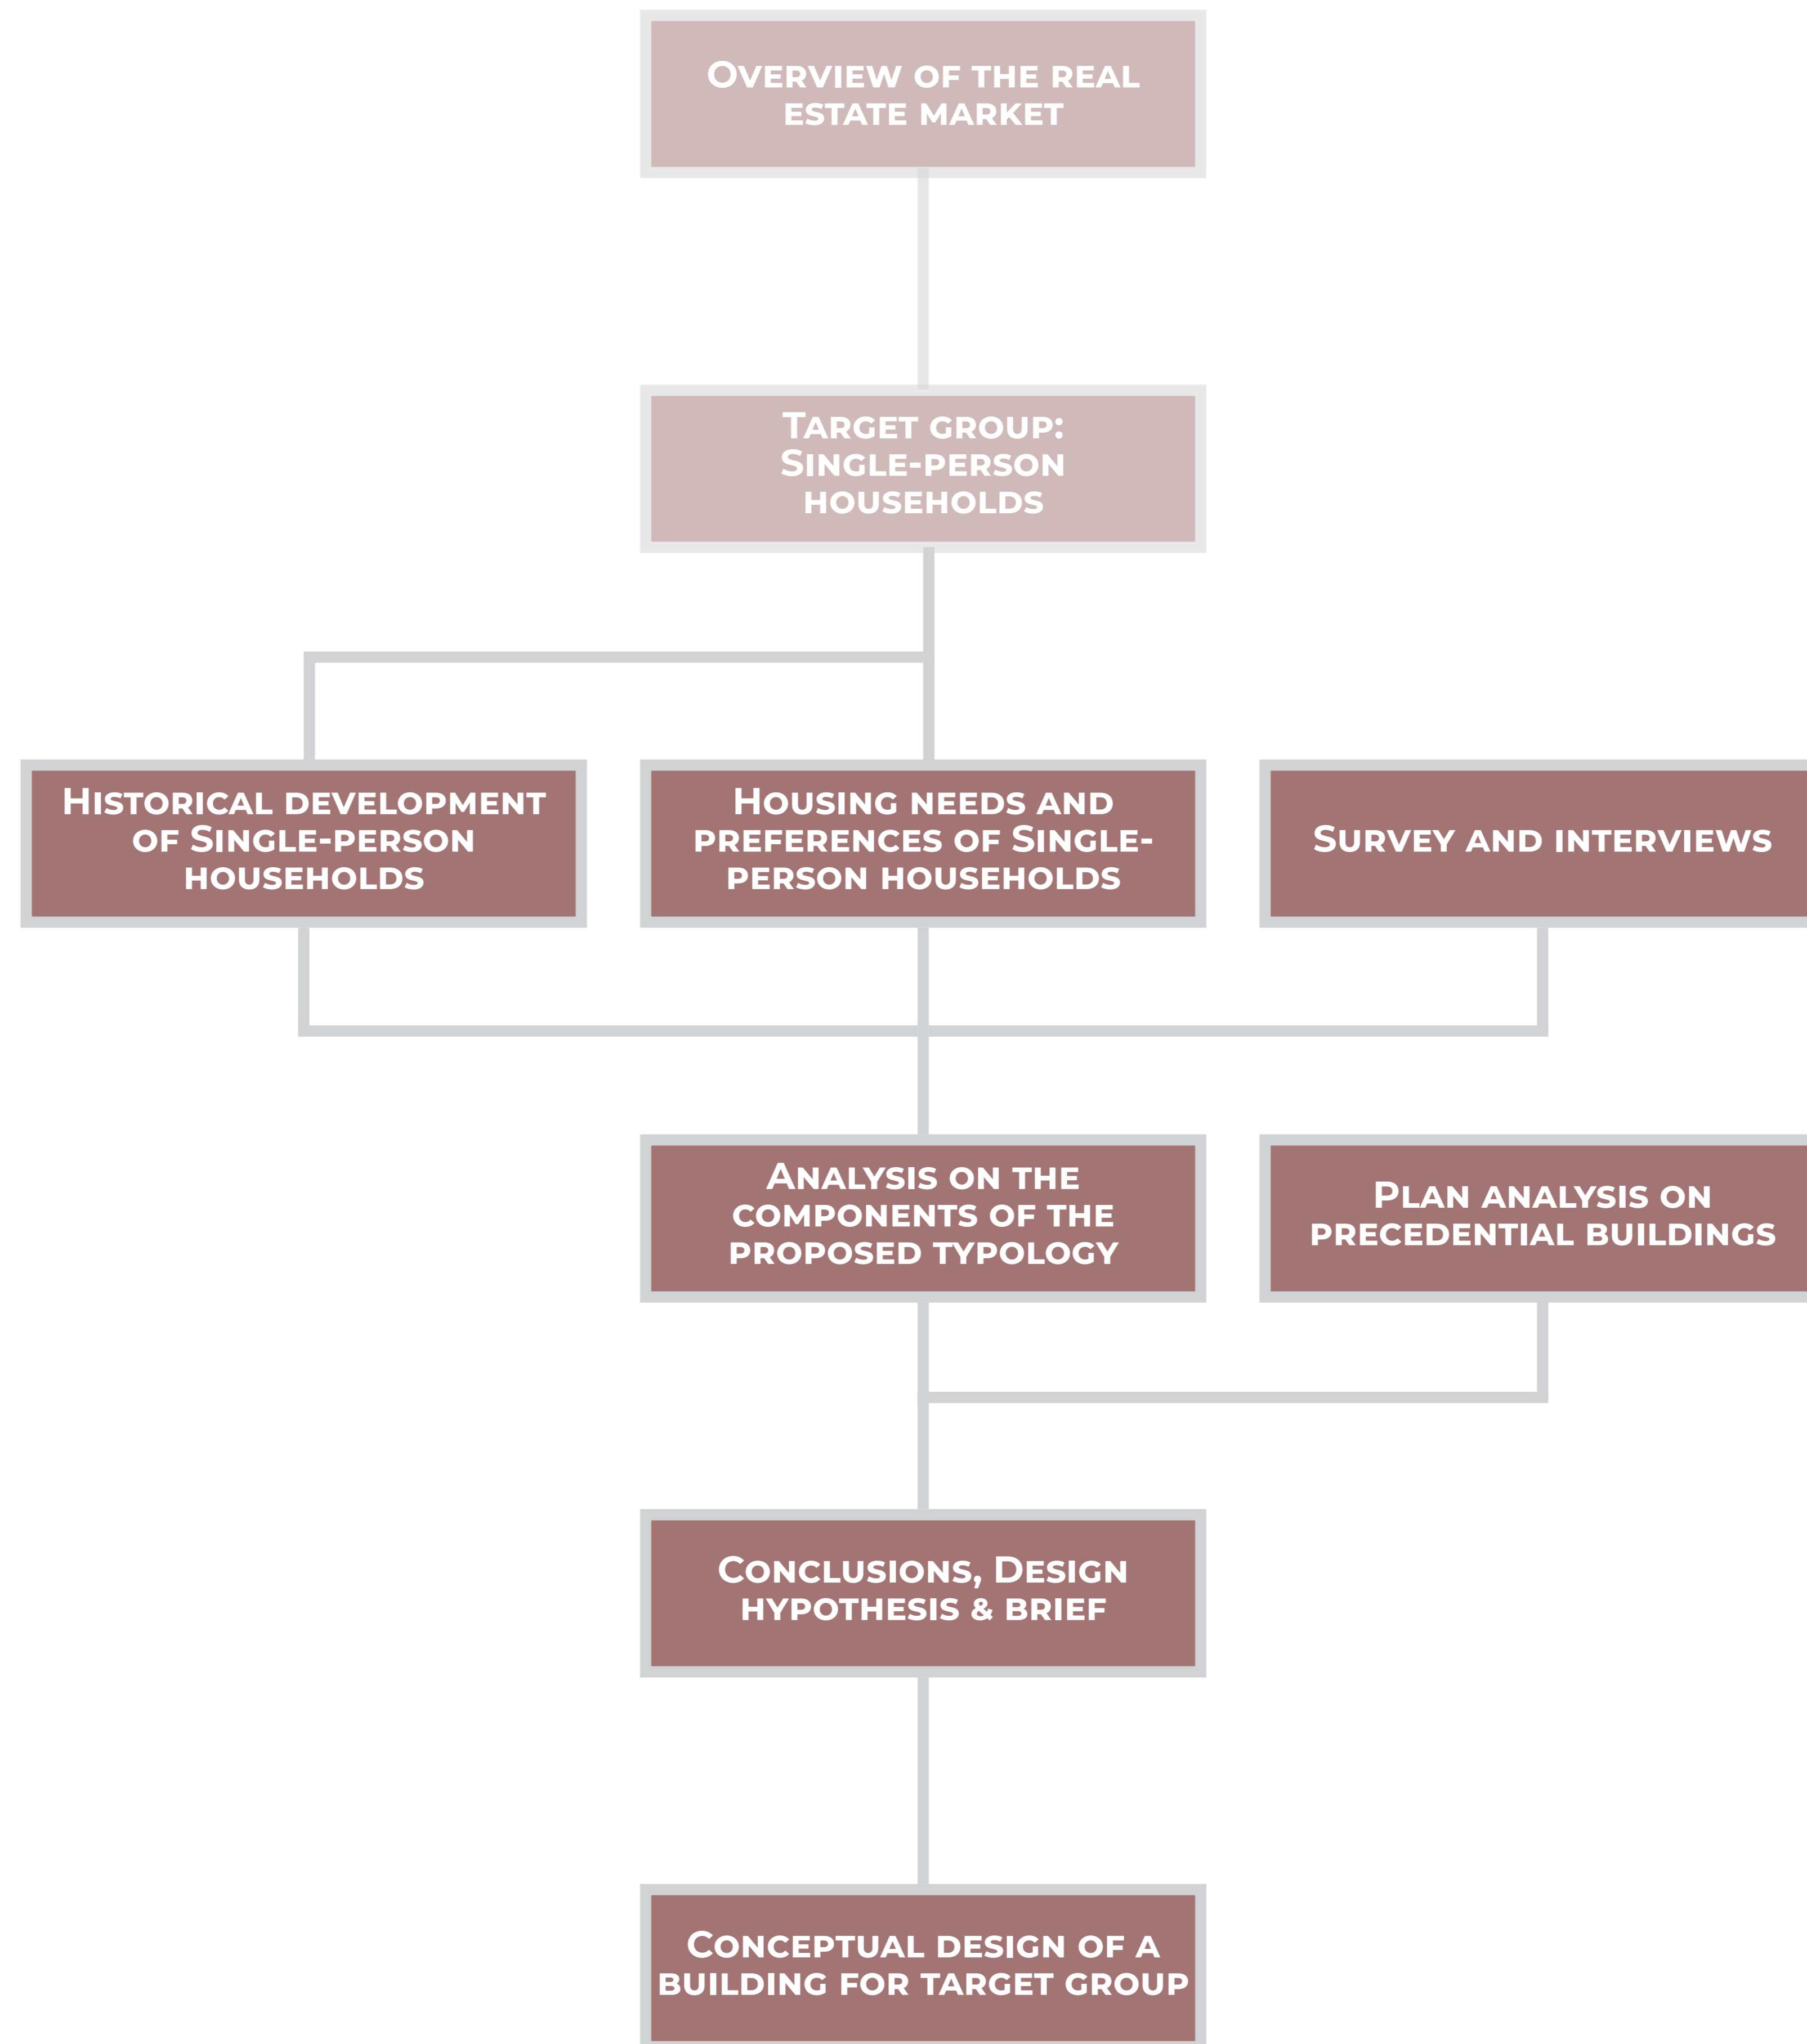 Overview of the real
estate market
Target group:
Single-person
households
Historical development
of Single-person
households
Housing needs and
preferences of Single-
person households
Survey and interviews
Analysis on the
components of the
proposed typology
Plan analysis on
precedential buildings
Conclusions, Design
hypothesis & brief
Conceptual design of a
building for target group